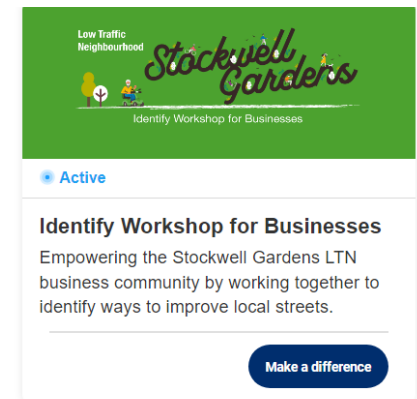 Low Traffic
Neighbourhood
Stockwell
Gardens
Identify Workshop for Businesses
Active
Identify Workshop for Businesses
Empowering the Stockwell Gardens LTN
business community by working together to
identify ways to improve local streets.
Make a difference